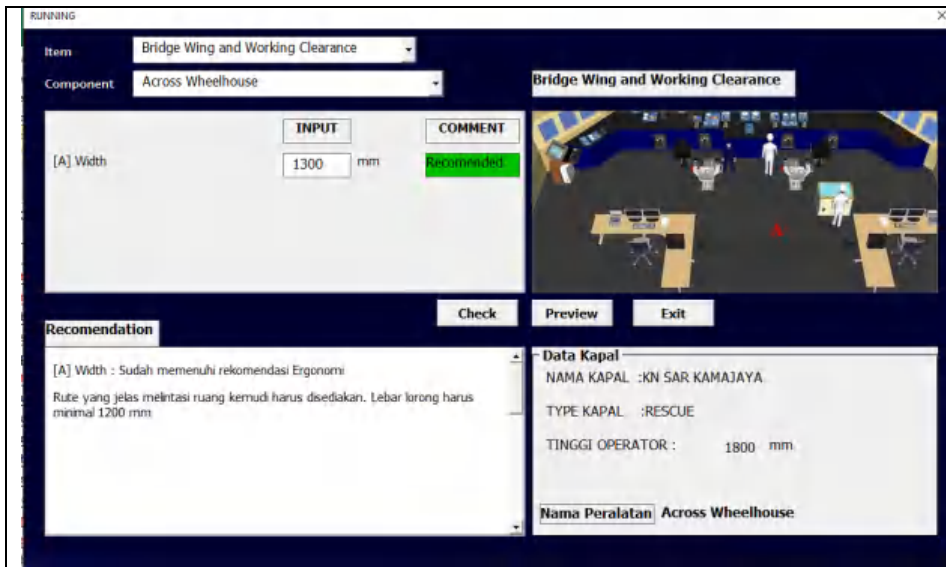 RUNNING
Item Bridge Wing and Working Clearance
Component Across Wheelhouse
Bridge Wing and Working Clearance
INPUT COMMENT
[A] Width 1300 mm Recomended
A
Check Preview Exit
Recomendation
[A] Width : Sudah memenuhi rekomendasi Ergonomi
Rute yang jelas melintasi ruang kemudi harus disediakan. Lebar lorong harus
minimal 1200 mm
Data Kapal
NAMA KAPAL :KN SAR KAMAJAYA
TYPE KAPAL :RESCUE
TINGGI OPERATOR : 1800 mm
Nama Peralatan Across Wheelhouse